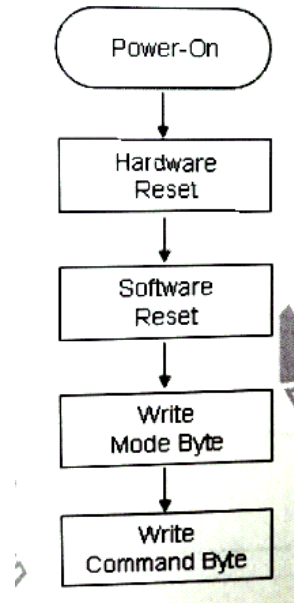 Power-On
Hardware
Reset
Software
Reset
Write
Mode Byte
Write
Command Byte